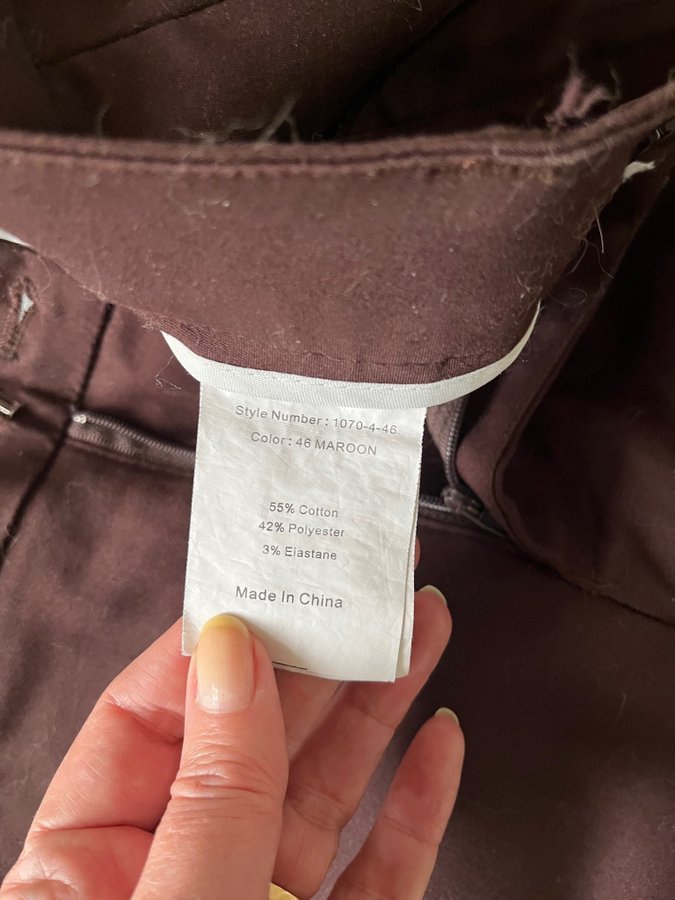 Style Number : 1070-4-46
Color : 46 MAROON
55% Cotton
42% Polyester
3% Elastane
Made In China